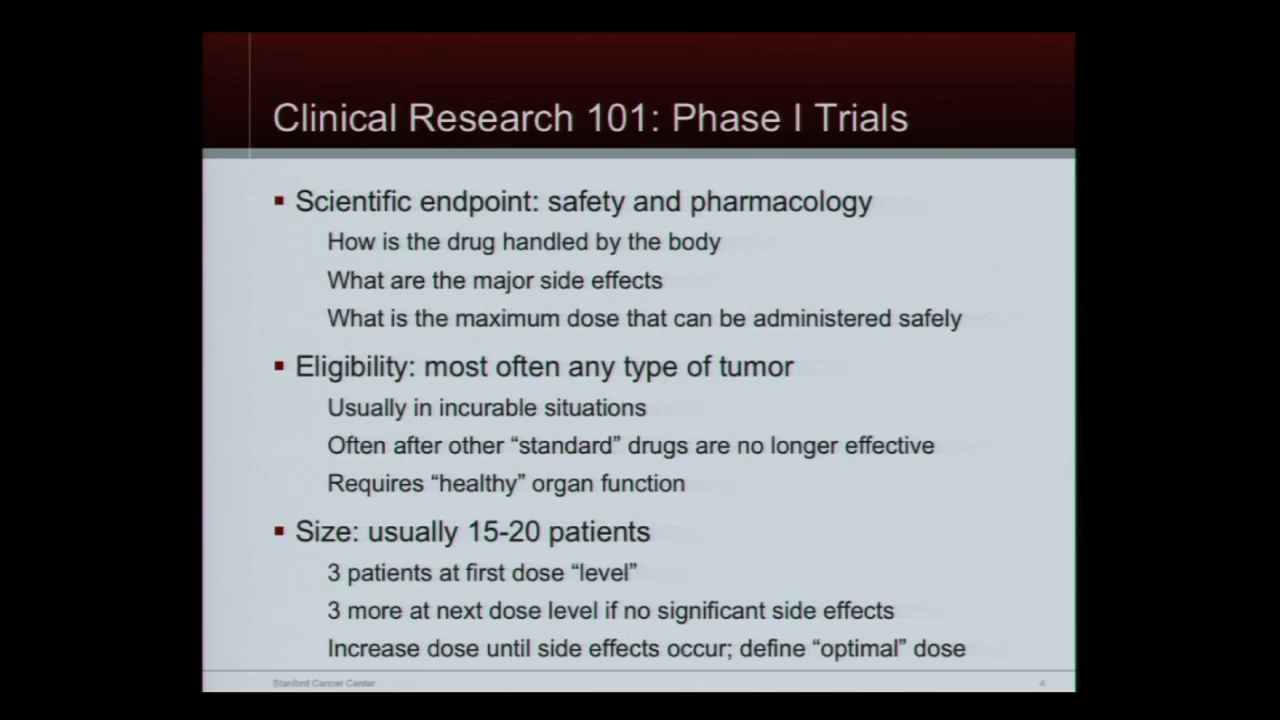 Clinical Research 101: Phase I Trials
▪ Scientific endpoint: safety and pharmacology
How is the drug handled by the body
What are the major side effects
What is the maximum dose that can be administered safely
▪ Eligibility: most often any type of tumor
Usually in incurable situations
Often after other “standard” drugs are no longer effective
Requires “healthy” organ function
▪ Size: usually 15-20 patients
3 patients at first dose “level”
3 more at next dose level if no significant side effects
Increase dose until side effects occur; define “optimal” dose
Stanford Cancer Center
4